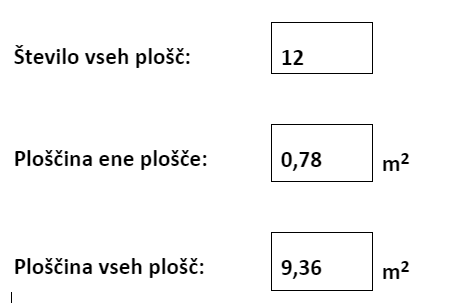 Število vseh plošč: 12
Ploščina ene plošče: 0,78 m²
Ploščina vseh plošč: 9,36 m²